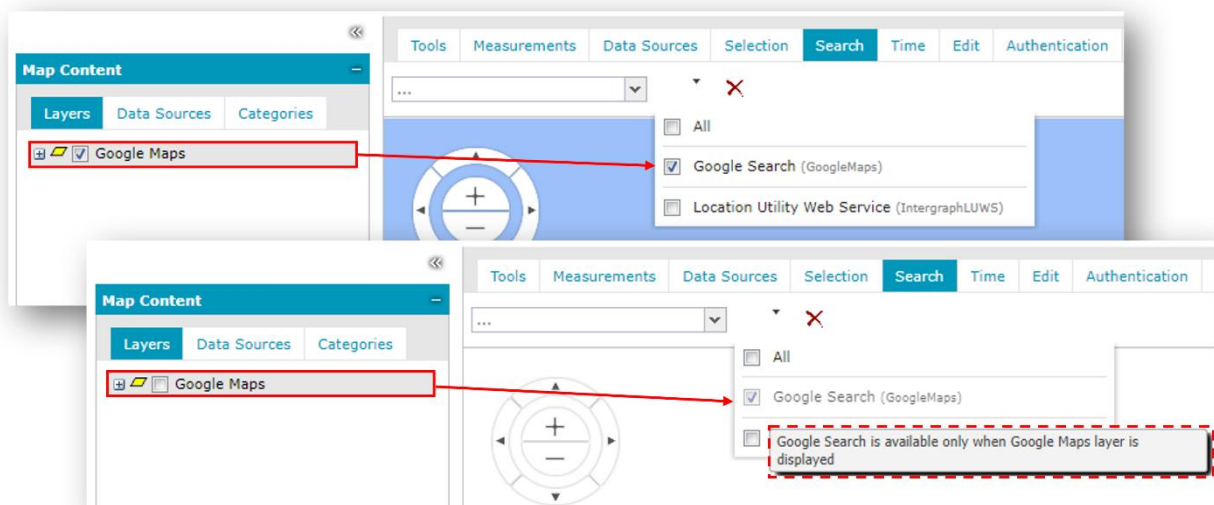 Tools Measurements Data Sources Selection Search Time Edit Authentication
Map Content
...
Layers Data Sources Categories
All
Google Maps
Google Search (GoogleMaps)
Location Utility Web Service (IntergraphLUWS)
Tools Measurements Data Sources Selection Search Time Edit Authentication
Map Content
...
Layers Data Sources Categories
All
Google Maps
Google Search (GoogleMaps)
Google Search is available only when Google Maps layer is
displayed